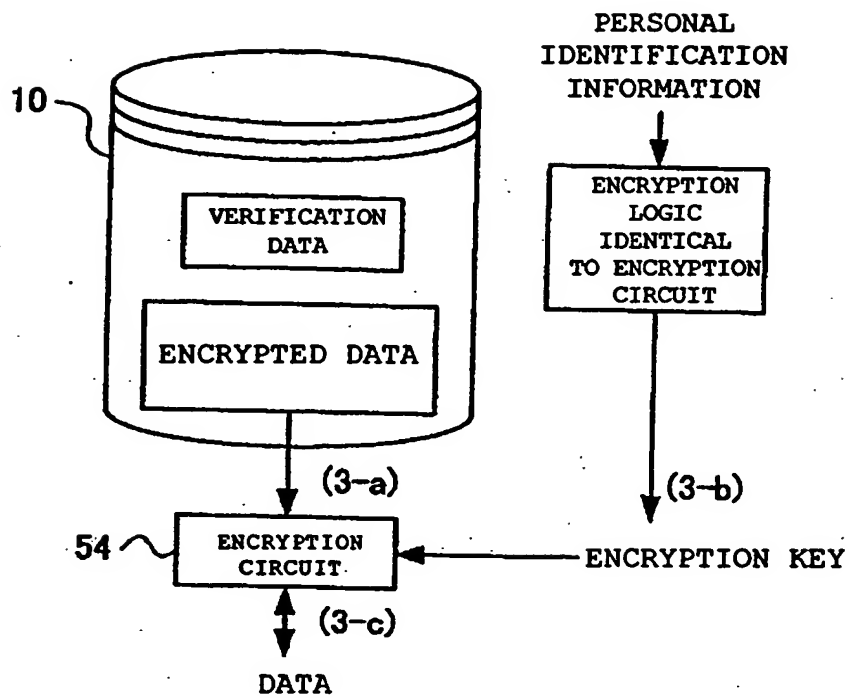 PERSONAL
IDENTIFICATION
INFORMATION
10
VERIFICATION
DATA
ENCRYPTED DATA
ENCRYPTION
LOGIC
IDENTICAL
TO ENCRYPTION
CIRCUIT
(3-a)
(3-b)
54
ENCRYPTION
CIRCUIT
ENCRYPTION KEY
(3-c)
DATA